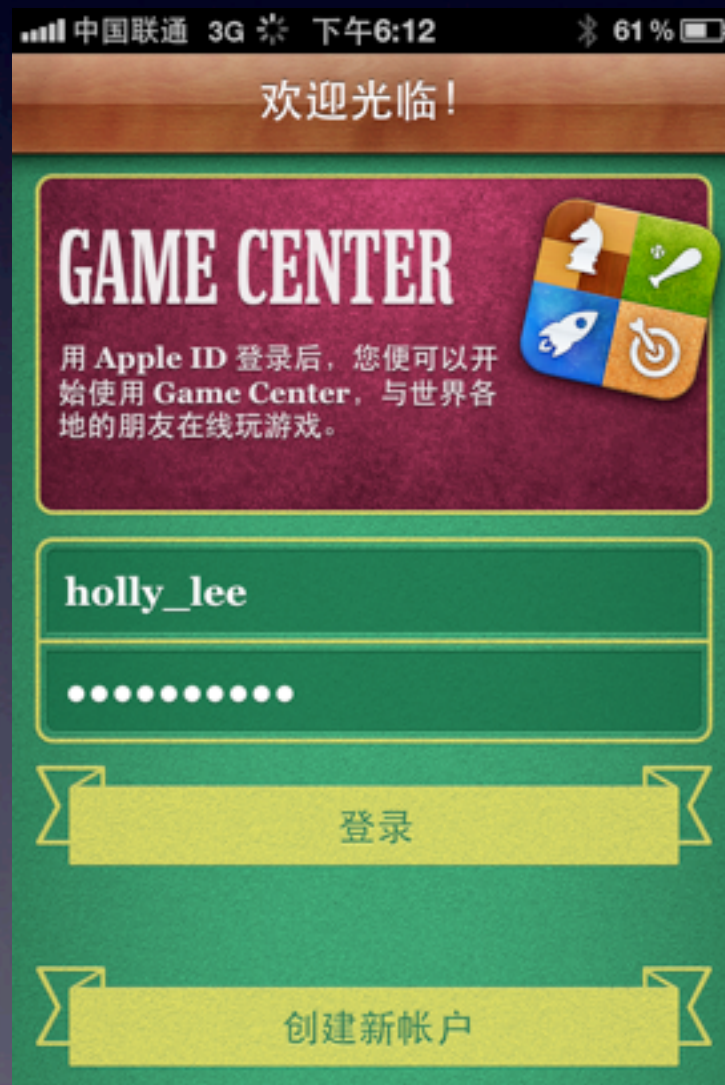 中国联通 3G 下午6:12 61%
欢迎光临！
GAME CENTER
用 Apple ID 登录后，您便可以开
始使用 Game Center，与世界各
地的朋友在线玩游戏。
holly_lee
••••••••••
登录
创建新帐户